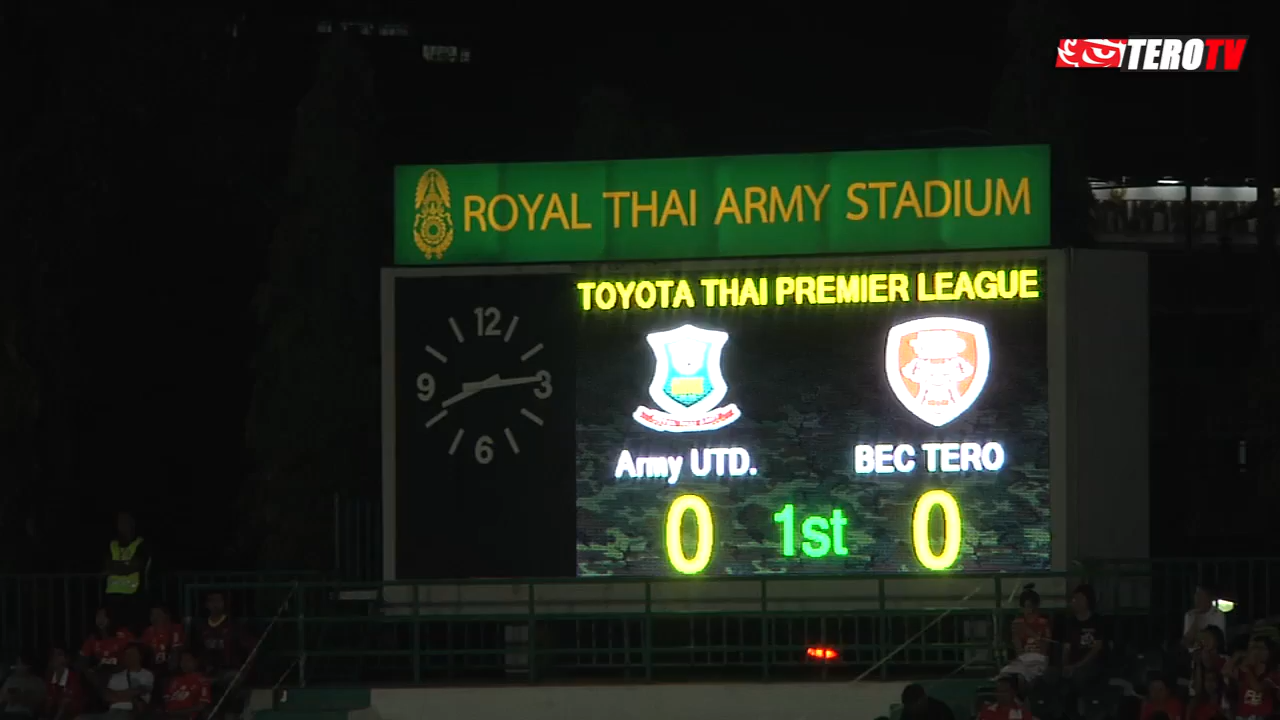 TEROTV
ROYAL THAI ARMY STADIUM
TOYOTA THAI PREMIER LEAGUE
12
9
3
6
Army UTD.
BEC TERO
0
1st
0